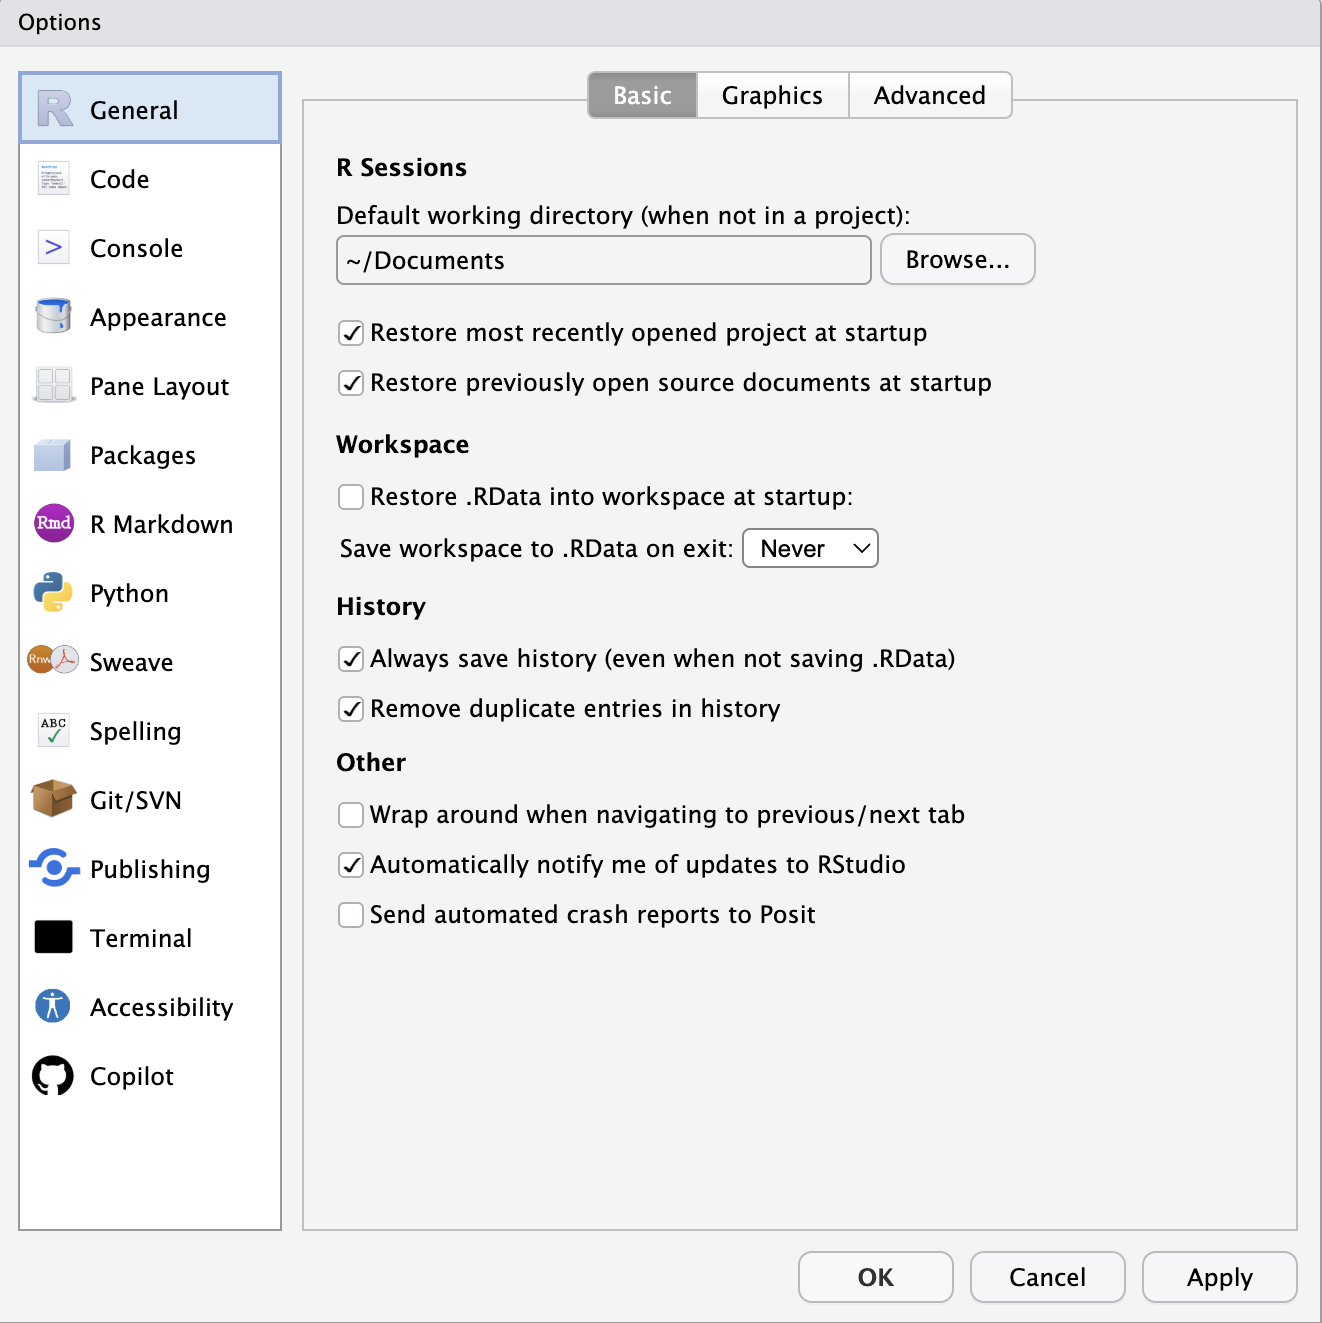 Options
General
Code
Console
Appearance
Pane Layout
Packages
Rmd R Markdown
Python
Rnw Sweave
ABC Spelling
Git/SVN
Publishing
Terminal
Accessibility
Copilot
Basic Graphics Advanced
R Sessions
Default working directory (when not in a project):
~/Documents Browse...
Restore most recently opened project at startup
Restore previously open source documents at startup
Workspace
Restore .RData into workspace at startup:
Save workspace to .RData on exit: Never
History
Always save history (even when not saving .RData)
Remove duplicate entries in history
Other
Wrap around when navigating to previous/next tab
Automatically notify me of updates to RStudio
Send automated crash reports to Posit
OK Cancel Apply